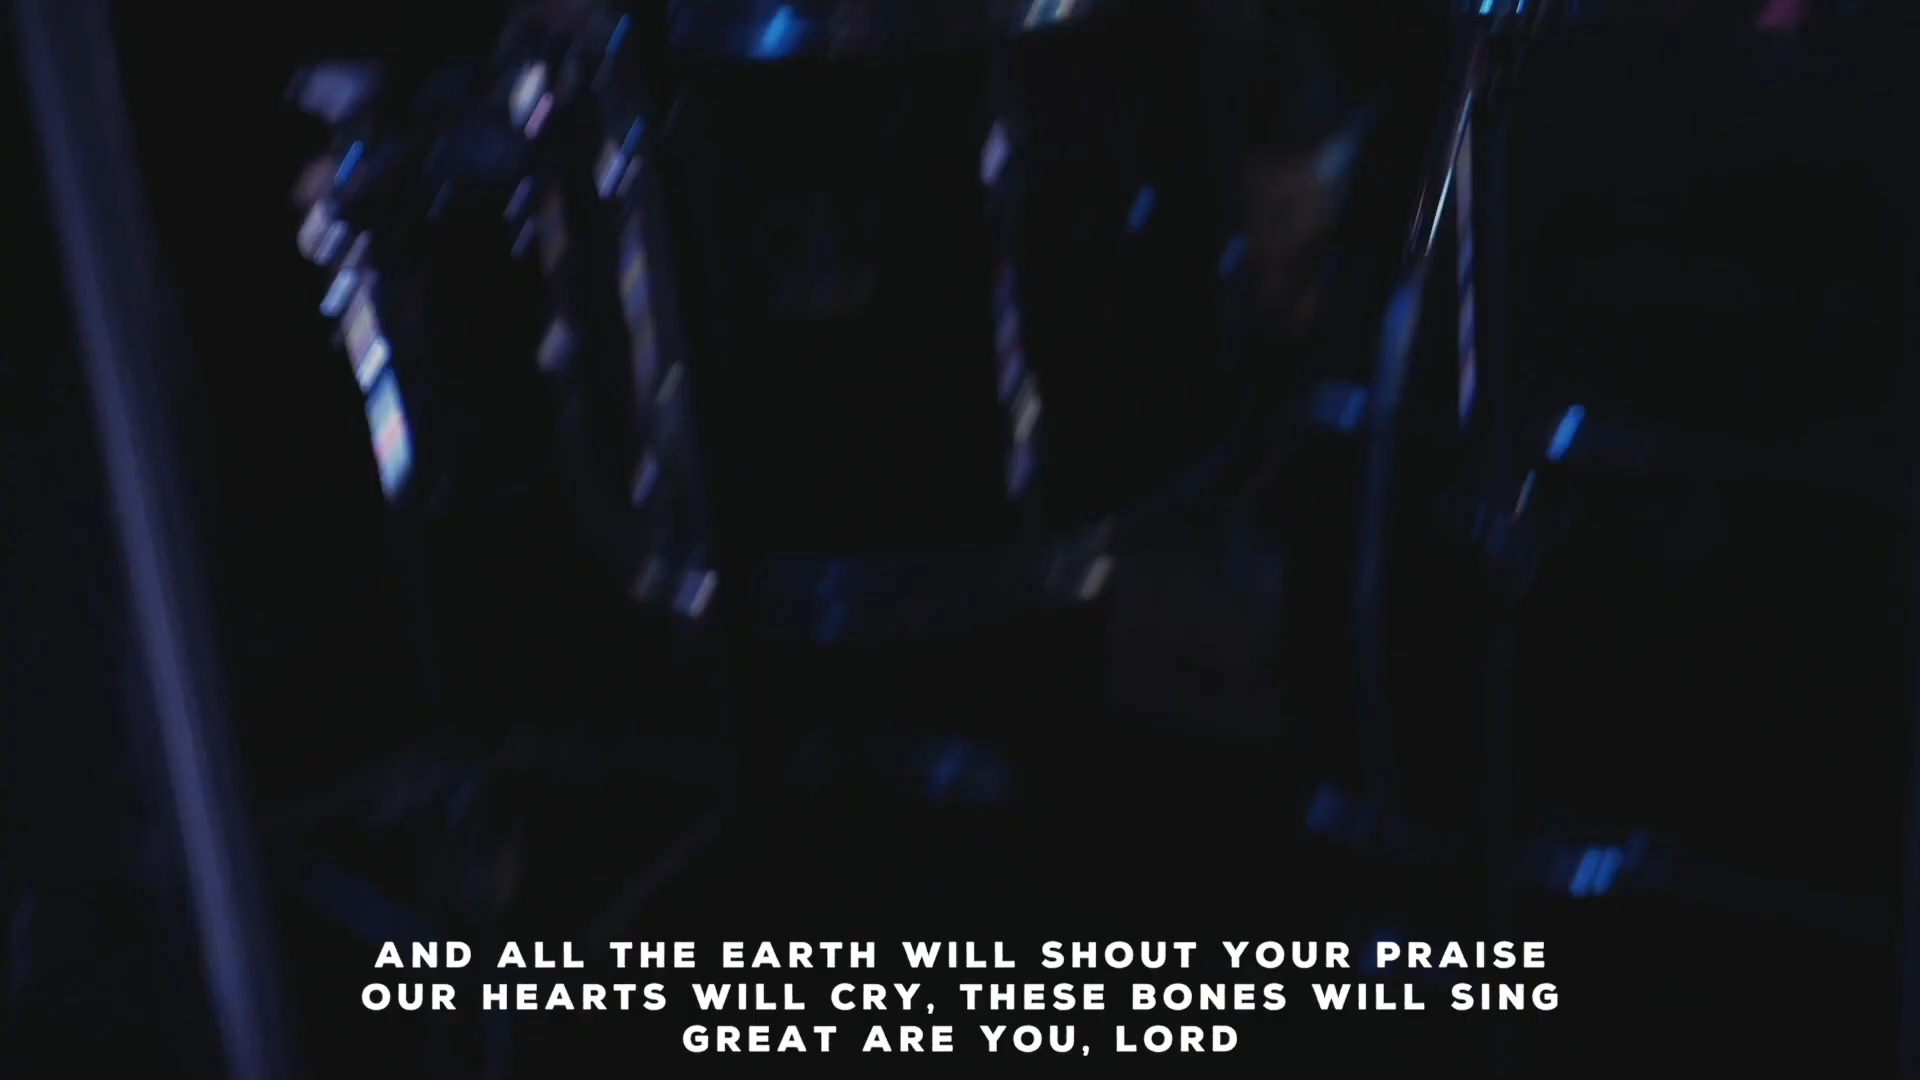 AND ALL THE EARTH WILL SHOUT YOUR PRAISE
OUR HEARTS WILL CRY, THESE BONES WILL SING
GREAT ARE YOU, LORD